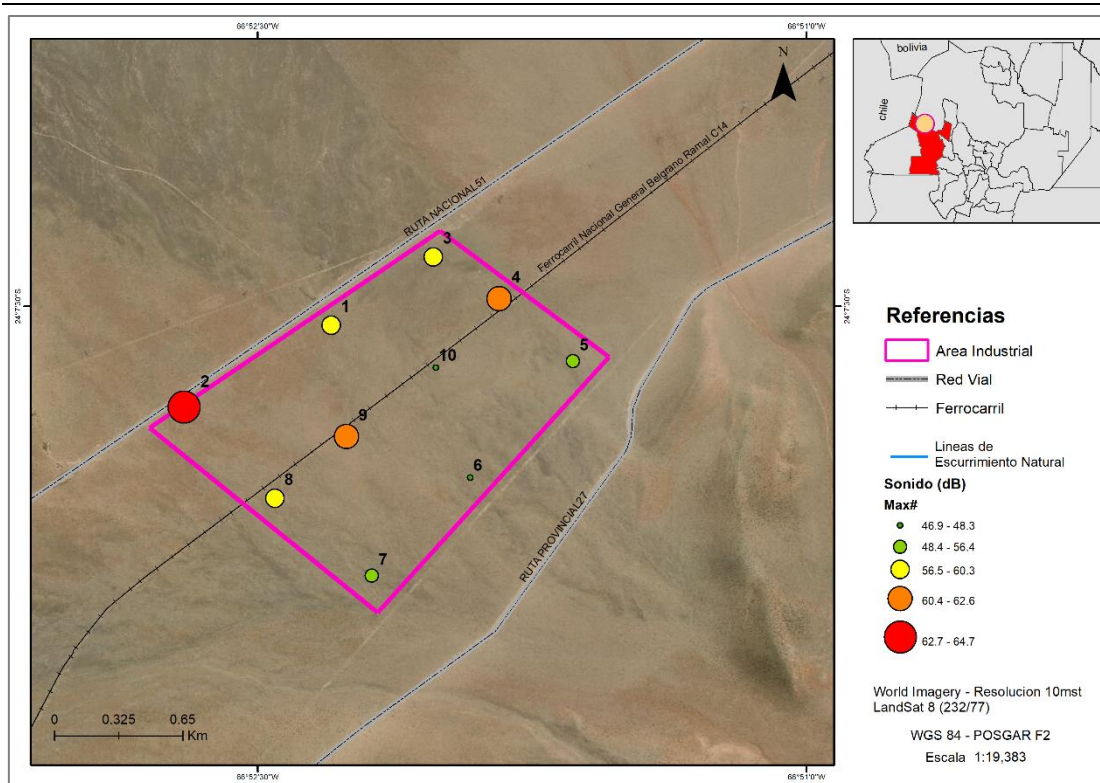 66°52'30"W
66°51'0"W
bolivia
chile
N
Ferrocarril Nacional General Belgrano Ramal C14
RUTA NACIONAL51
3
4
24°7'30"S
24°7'30"S
1
10
5
2
9
6
8
7
RUTA PROVINCIAL27
0 0.325 0.65
Km
66°52'30"W
66°51'0"W
Referencias
Area Industrial
Red Vial
Ferrocarril
Lineas de
Escurrimiento Natural
Sonido (dB)
Max#
46.9 - 48.3
48.4 - 56.4
56.5 - 60.3
60.4 - 62.6
62.7 - 64.7
World Imagery - Resolucion 10mst
LandSat 8 (232/77)
WGS 84 - POSGAR F2
Escala 1:19,383